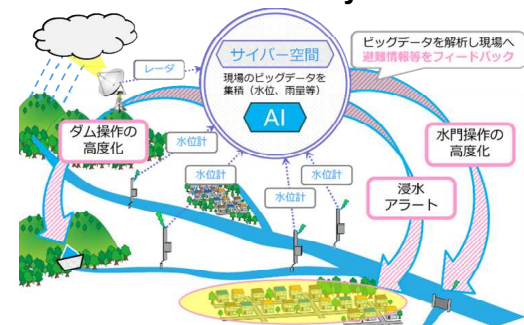 サイバー空間
現場のビッグデータを
集積（水位、雨量等）
AI
ビッグデータを解析し現場へ
避難情報等をフィードバック
レーダ
ダム操作の
高度化
水位計
水位計
水位計
水位計
水門操作の
高度化
浸水
アラート